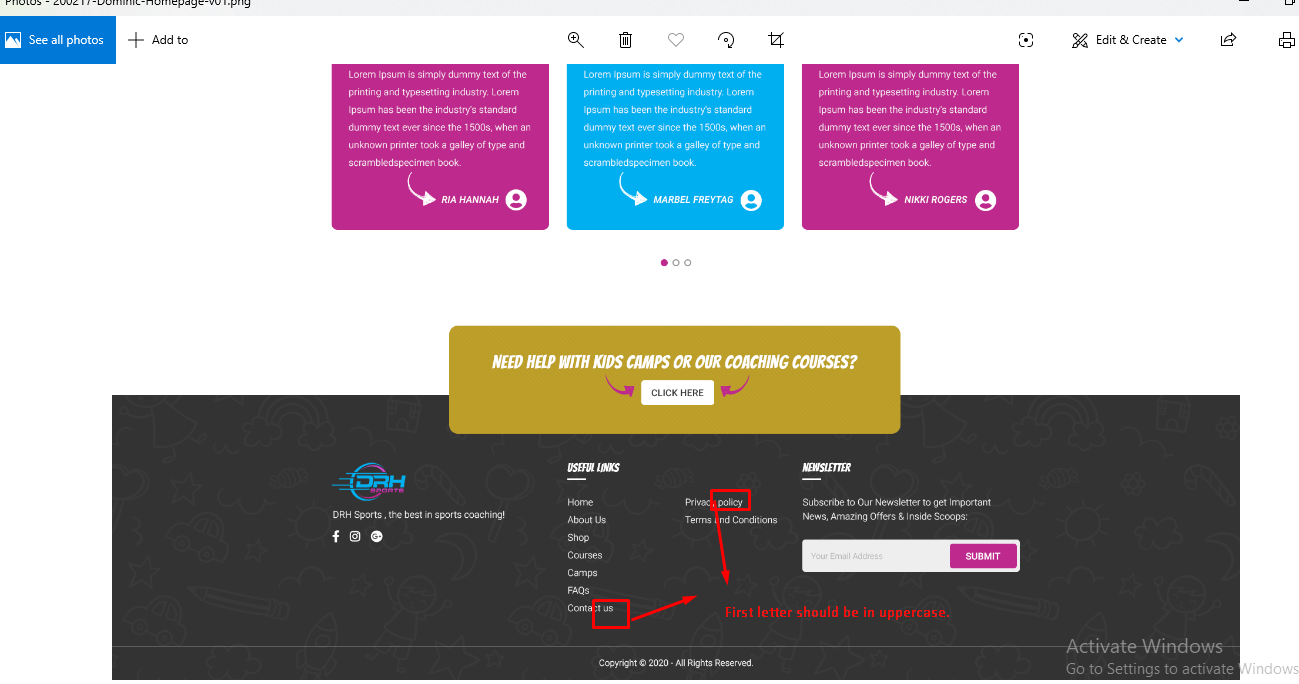 Photos - 200217-Dominic-Homepage-v01.png
See all photos
Add to
Edit & Create
Lorem Ipsum is simply dummy text of the
printing and typesetting industry. Lorem
Ipsum has been the industry's standard
dummy text ever since the 1500s, when an
unknown printer took a galley of type and
scrambledspecimen book.
RIA HANNAH
Lorem Ipsum is simply dummy text of the
printing and typesetting industry. Lorem
Ipsum has been the industry's standard
dummy text ever since the 1500s, when an
unknown printer took a galley of type and
scrambledspecimen book.
MARBEL FREYTAG
Lorem Ipsum is simply dummy text of the
printing and typesetting industry. Lorem
Ipsum has been the industry's standard
dummy text ever since the 1500s, when an
unknown printer took a galley of type and
scrambledspecimen book.
NIKKI ROGERS
NEED HELP WITH KIDS CAMPS OR OUR COACHING COURSES?
CLICK HERE
DRH
SPORTS
DRH Sports , the best in sports coaching!
USEFUL LINKS
Home
About Us
Shop
Courses
Camps
FAQs
Contact us
Privacy policy
Terms and Conditions
NEWSLETTER
Subscribe to Our Newsletter to get Important
News, Amazing Offers & Inside Scoops:
Your Email Address
SUBMIT
First letter should be in uppercase.
Activate Windows
Go to Settings to activate Windows
Copyright © 2020 - All Rights Reserved.